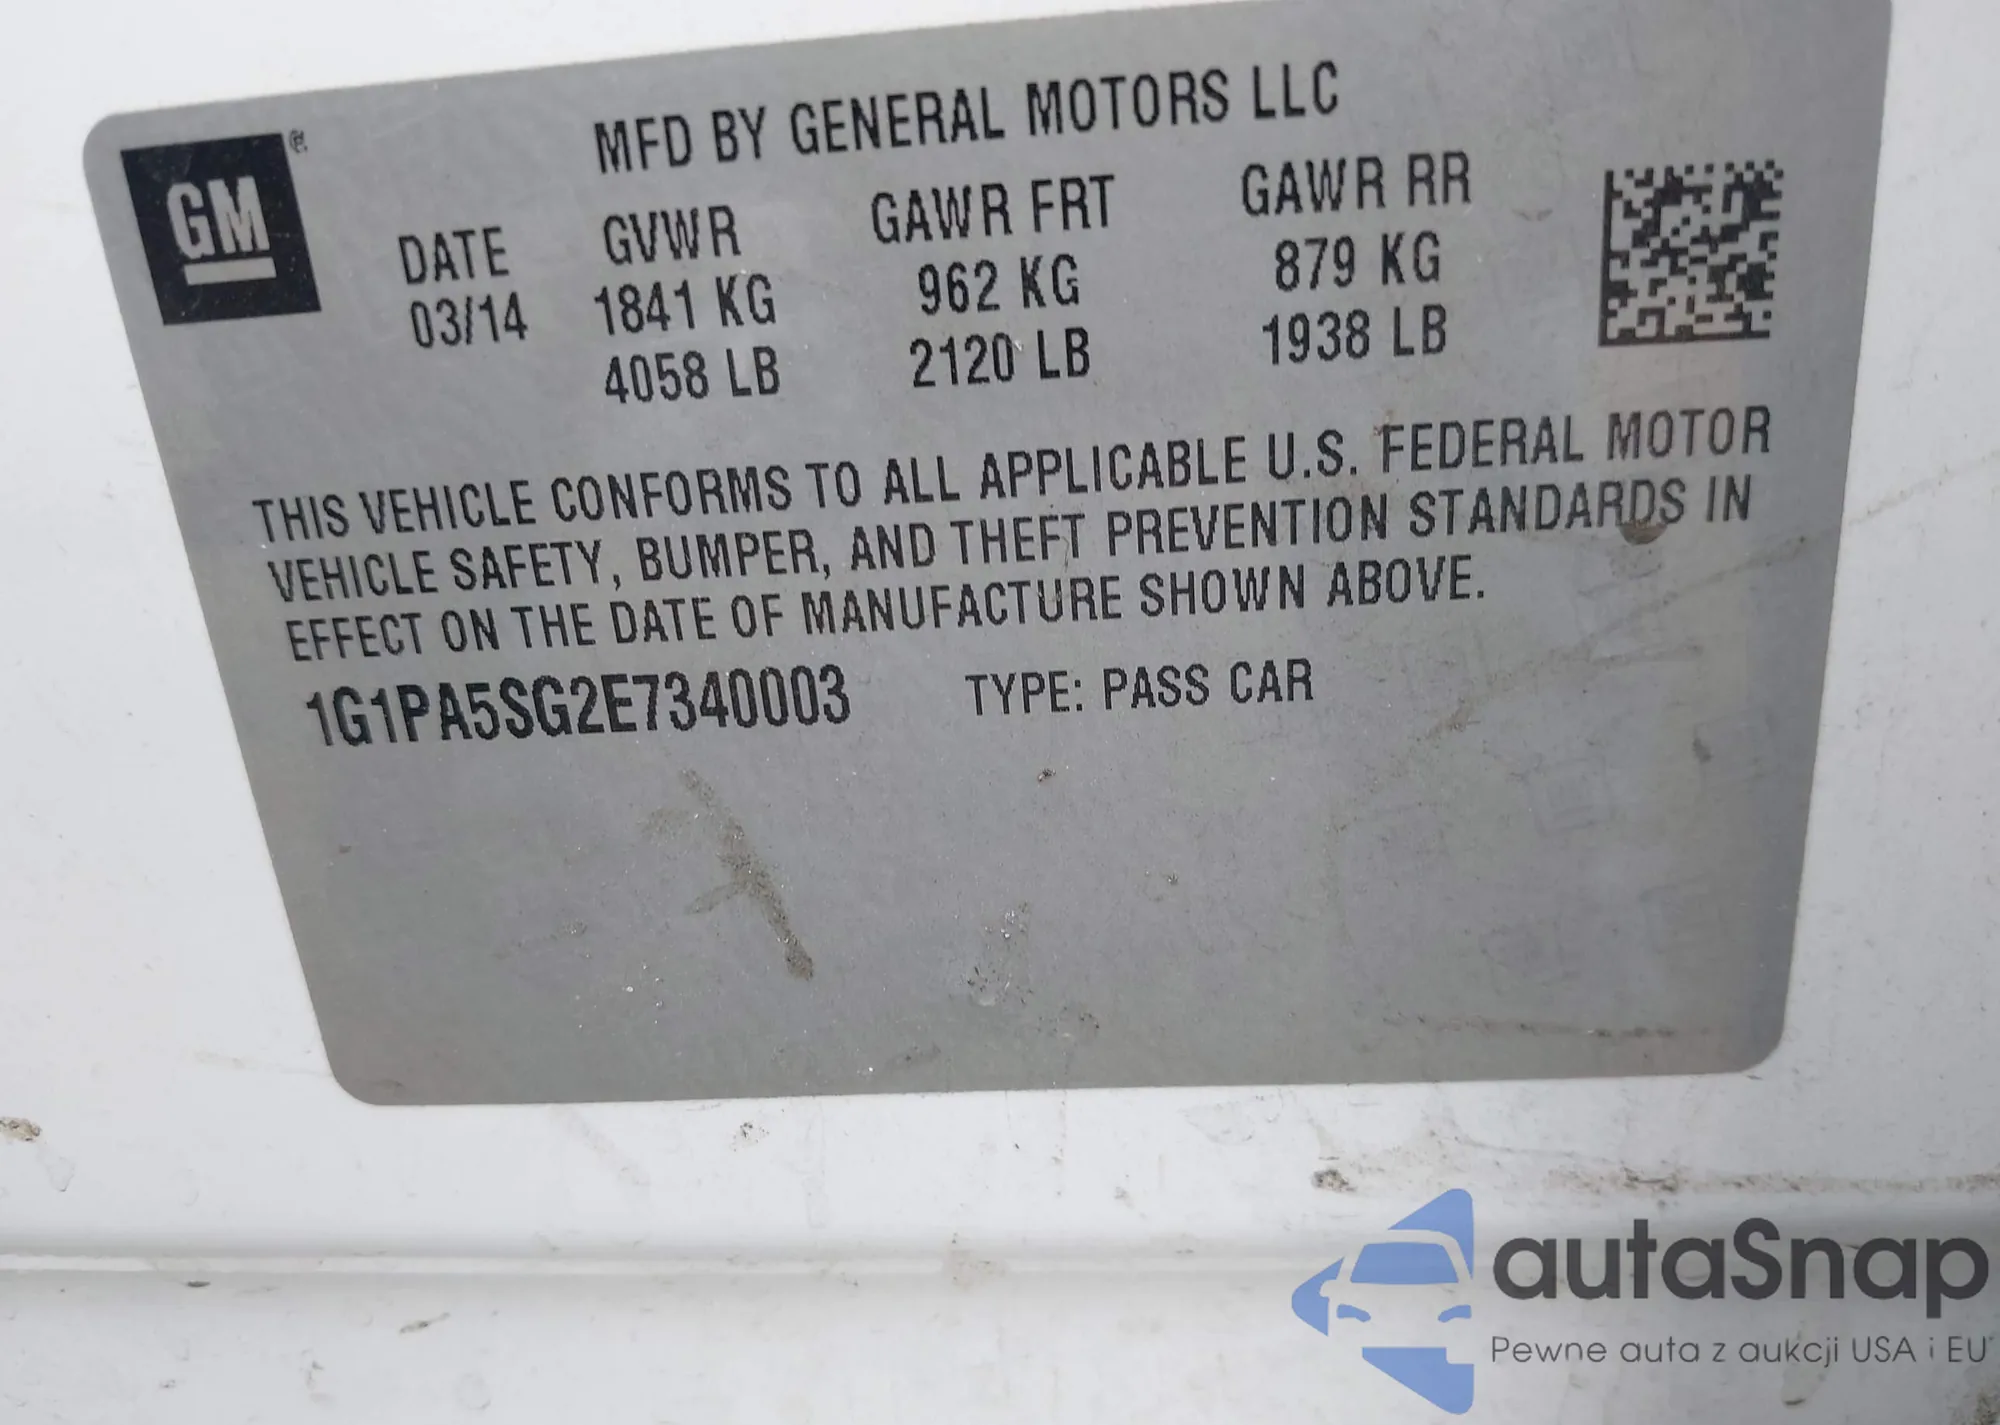 MFD BY GENERAL MOTORS LLC
GM
DATE GVWR GAWR FRT GAWR RR
03/14 1841 KG 962 KG 879 KG
4058 LB 2120 LB 1938 LB
THIS VEHICLE CONFORMS TO ALL APPLICABLE U.S. FEDERAL MOTOR
VEHICLE SAFETY, BUMPER, AND THEFT PREVENTION STANDARDS IN
EFFECT ON THE DATE OF MANUFACTURE SHOWN ABOVE.
1G1PA5SG2E7340003 TYPE: PASS CAR
autaSnap
Pewne auta z aukcji USA i EU